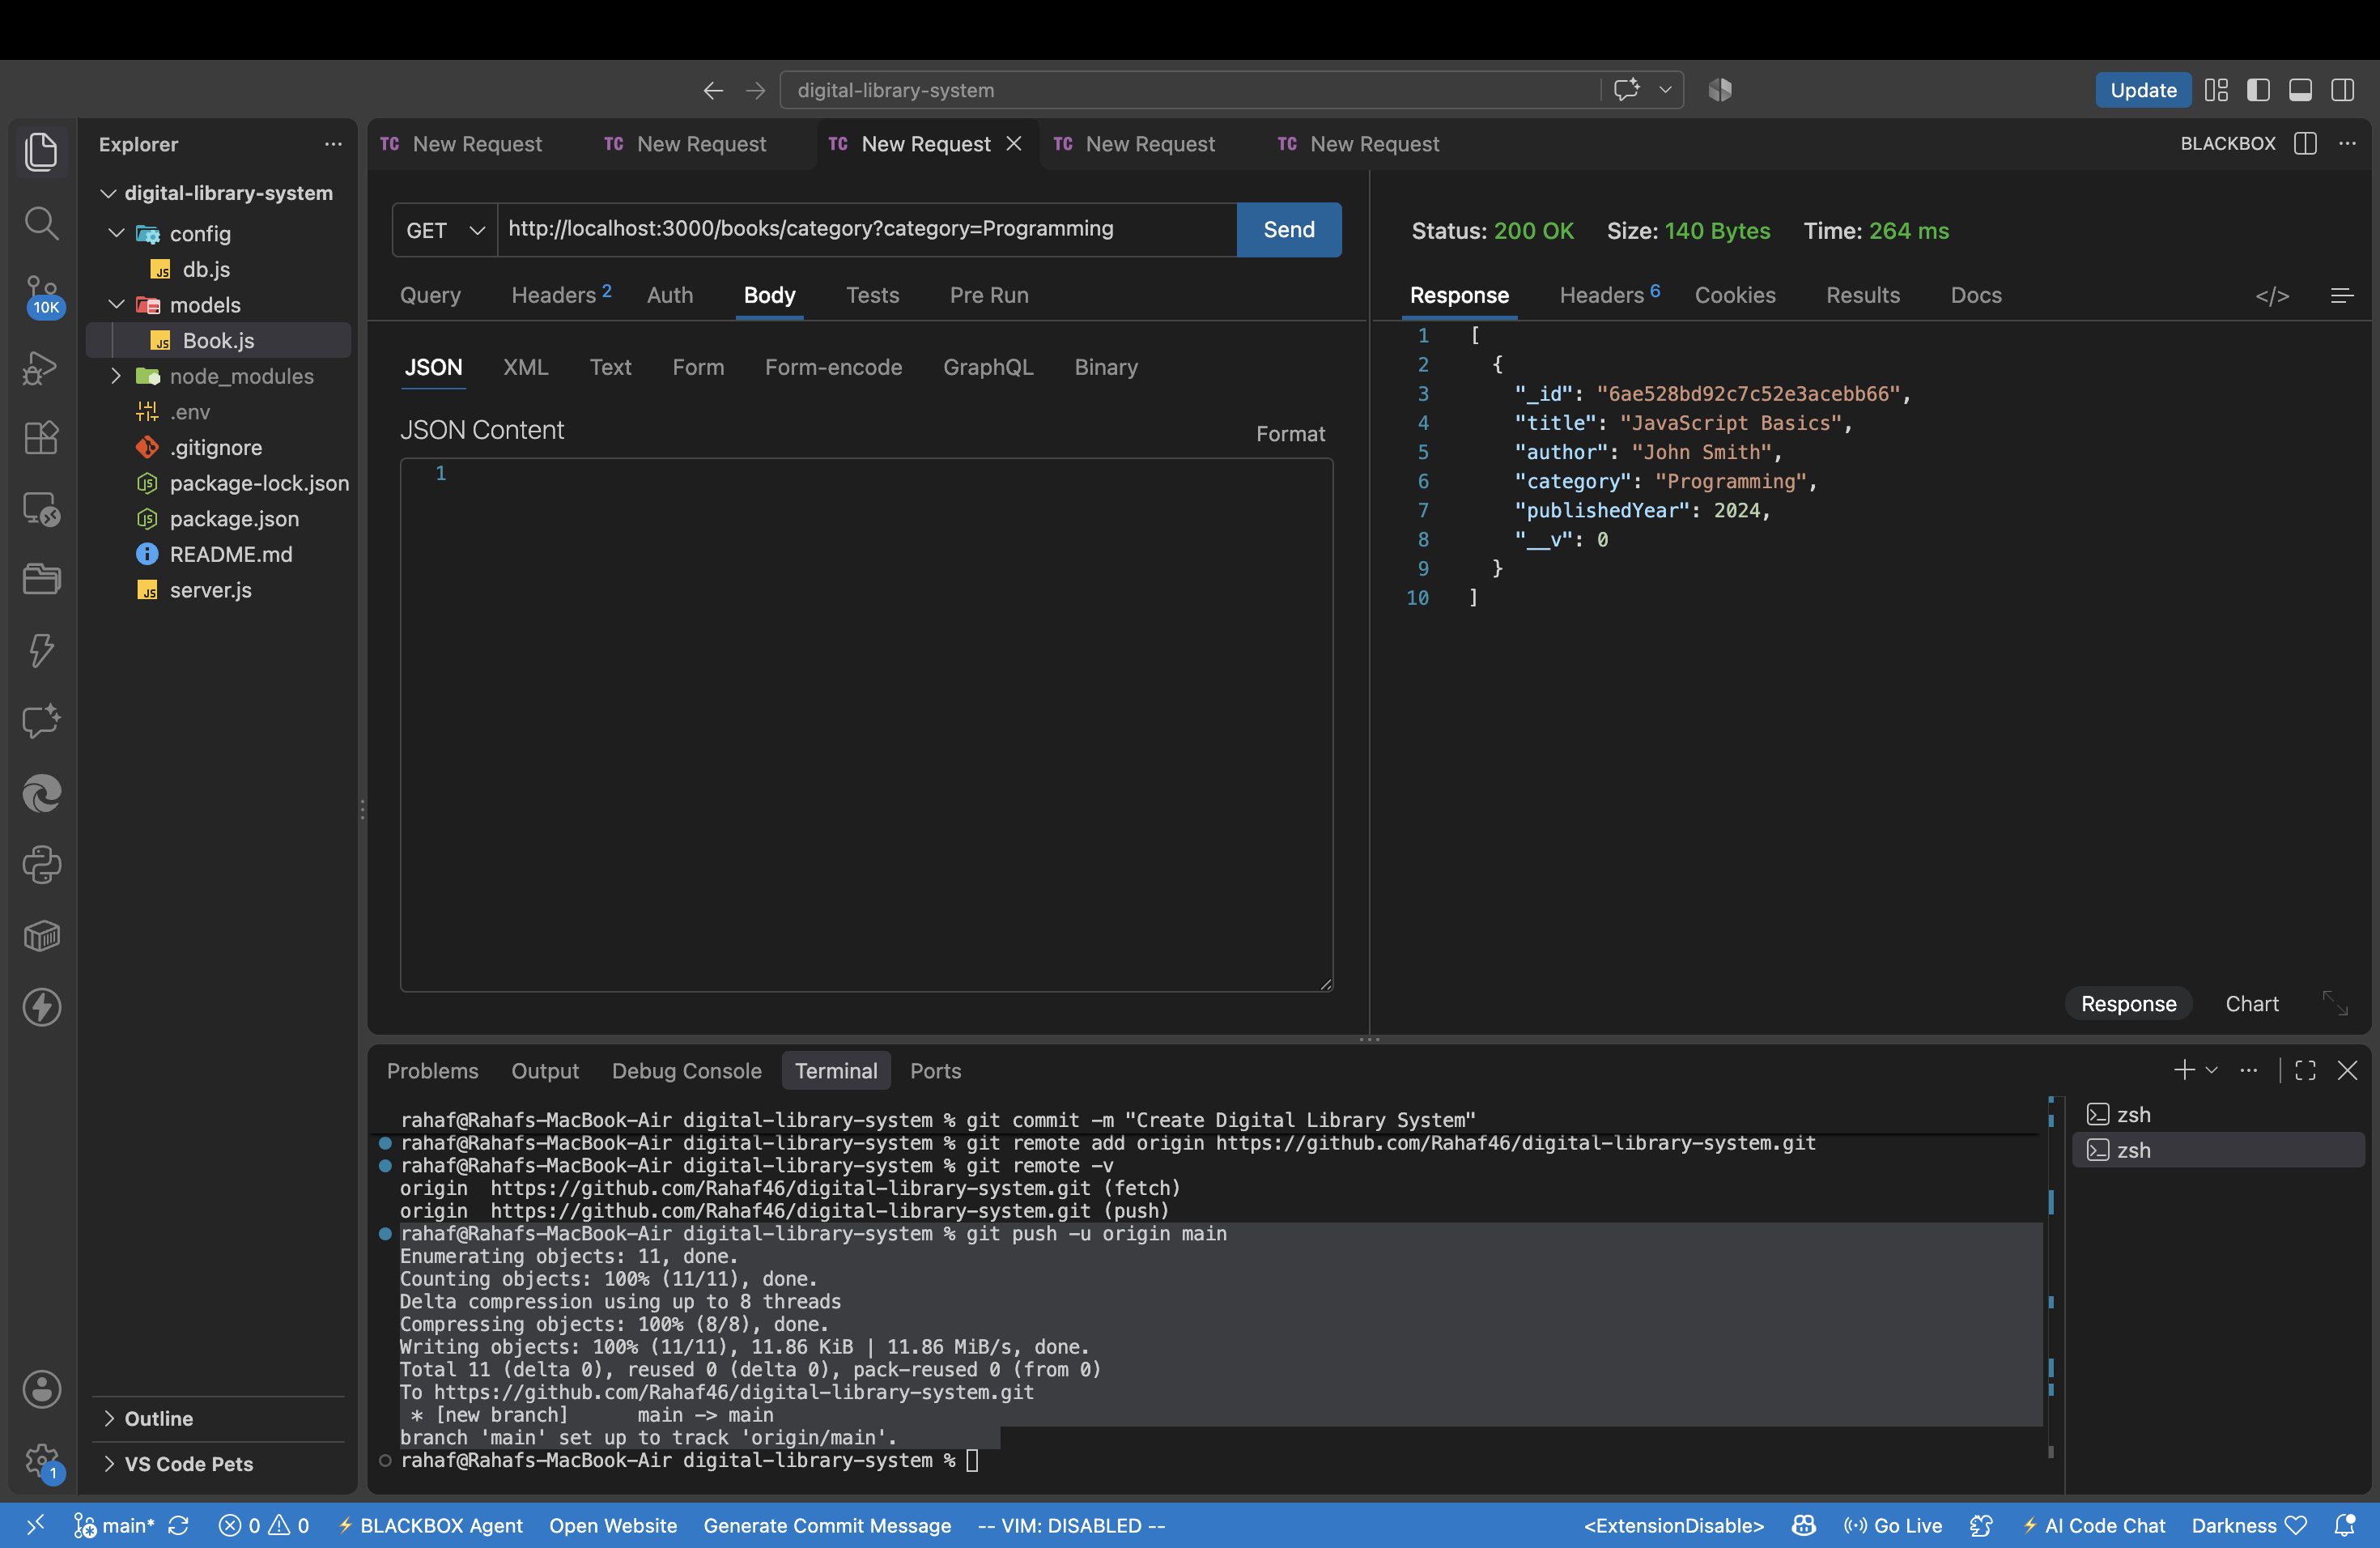 digital-library-system
Update
Explorer
digital-library-system
config
JS db.js
models
JS Book.js
node_modules
.env
.gitignore
JS package-lock.json
JS package.json
README.md
JS server.js
10K
Outline
VS Code Pets
1
TC New Request
TC New Request
TC New Request
TC New Request
TC New Request
BLACKBOX
GET
http://localhost:3000/books/category?category=Programming
Send
Query
Headers 2
Auth
Body
Tests
Pre Run
JSON
XML
Text
Form
Form-encode
GraphQL
Binary
JSON Content
Format
1
Status: 200 OK Size: 140 Bytes Time: 264 ms
Response
Headers 6
Cookies
Results
Docs
</>
1 [
2 {
3 "_id": "6ae528bd92c7c52e3acebb66",
4 "title": "JavaScript Basics",
5 "author": "John Smith",
6 "category": "Programming",
7 "publishedYear": 2024,
8 "__v": 0
9 }
10 ]
Response
Chart
Problems
Output
Debug Console
Terminal
Ports
rahaf@Rahafs-MacBook-Air digital-library-system % git commit -m "Create Digital Library System"
rahaf@Rahafs-MacBook-Air digital-library-system % git remote add origin https://github.com/Rahaf46/digital-library-system.git
rahaf@Rahafs-MacBook-Air digital-library-system % git remote -v
origin https://github.com/Rahaf46/digital-library-system.git (fetch)
origin https://github.com/Rahaf46/digital-library-system.git (push)
rahaf@Rahafs-MacBook-Air digital-library-system % git push -u origin main
Enumerating objects: 11, done.
Counting objects: 100% (11/11), done.
Delta compression using up to 8 threads
Compressing objects: 100% (8/8), done.
Writing objects: 100% (11/11), 11.86 KiB | 11.86 MiB/s, done.
Total 11 (delta 0), reused 0 (delta 0), pack-reused 0 (from 0)
To https://github.com/Rahaf46/digital-library-system.git
* [new branch] main -> main
branch 'main' set up to track 'origin/main'.
rahaf@Rahafs-MacBook-Air digital-library-system %
zsh
zsh
main*
0
0
BLACKBOX Agent
Open Website
Generate Commit Message
-- VIM: DISABLED --
<ExtensionDisable>
Go Live
AI Code Chat
Darkness